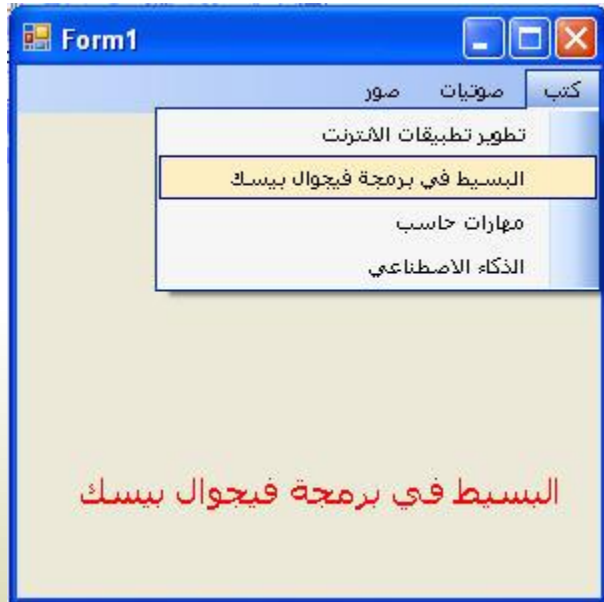 Form1
كتب صوتيات صور
تطوير تطبيقات الانترنت
البسيط في برمجة فيجوال بيسك
مهارات حاسب
الذكاء الاصطناعي
البسيط في برمجة فيجوال بيسك